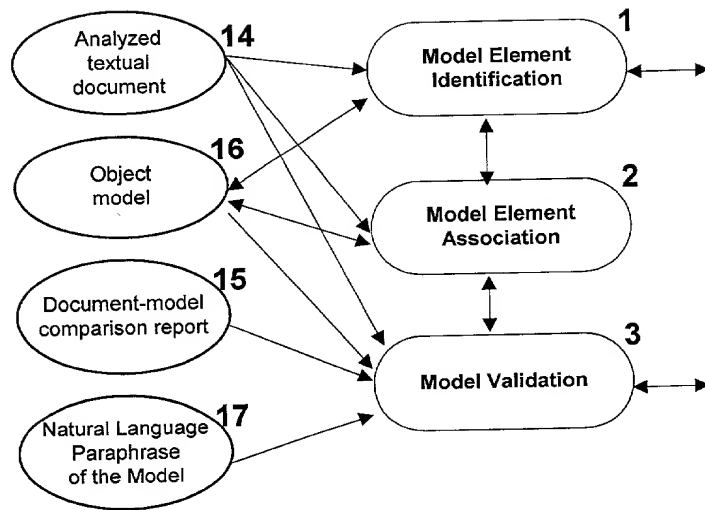 Analyzed
textual
document
14
Object
model
16
Document-model
comparison report
15
Natural Language
Paraphrase
of the Model
17
Model Element
Identification
1
Model Element
Association
2
Model Validation
3